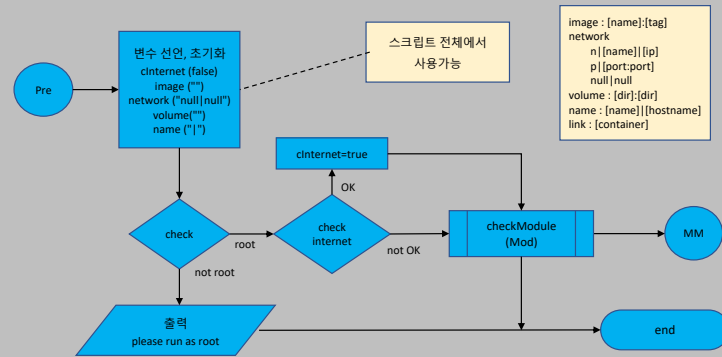 Pre
변수 선언, 초기화
cInternet (false)
image ("")
network ("null|null")
volume("")
name ("|")
스크립트 전체에서
사용가능
image : [name]:[tag]
network
n|[name]|[ip]
p|[port:port]
null|null
volume : [dir]:[dir]
name : [name]|[hostname]
link : [container]
cInternet=true
OK
check
root
check
internet
not OK
checkModule
(Mod)
MM
not root
출력
please run as root
end